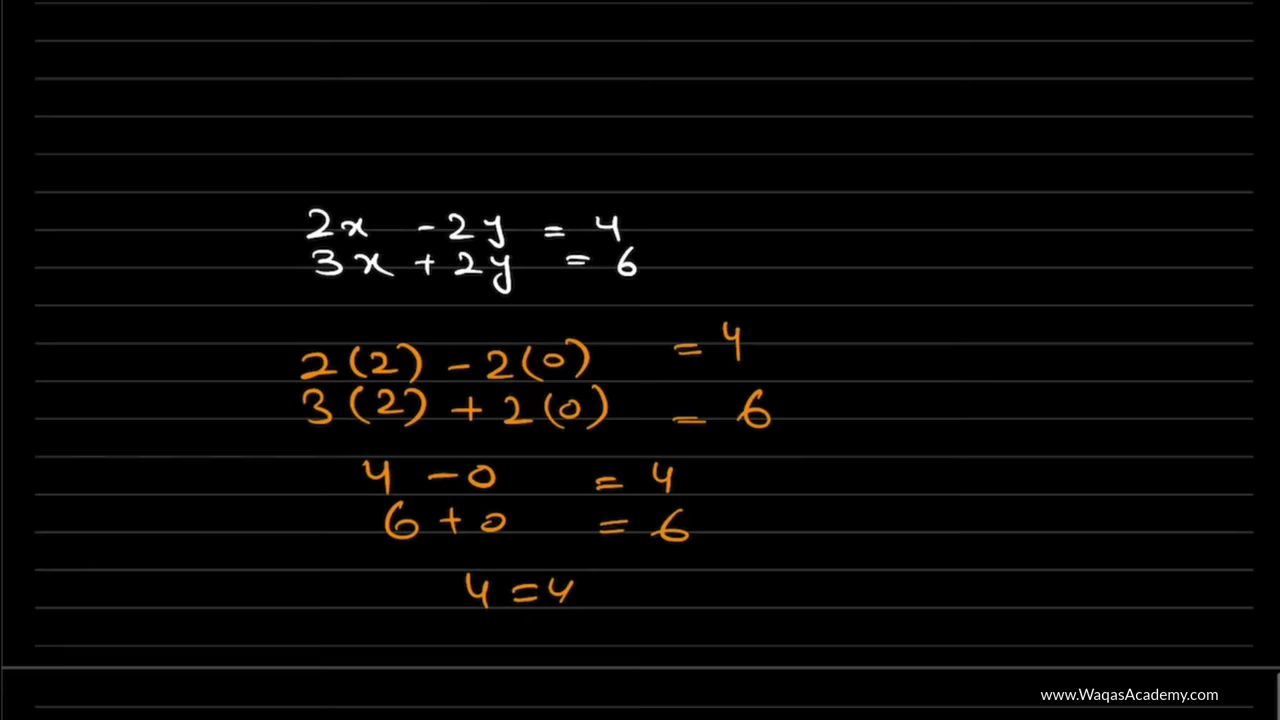 2x - 2y = 4
3x + 2y = 6
2(2) - 2(0) = 4
3(2) + 2(0) = 6
4 - 0 = 4
6 + 0 = 6
4 = 4
www.WaqasAcademy.com